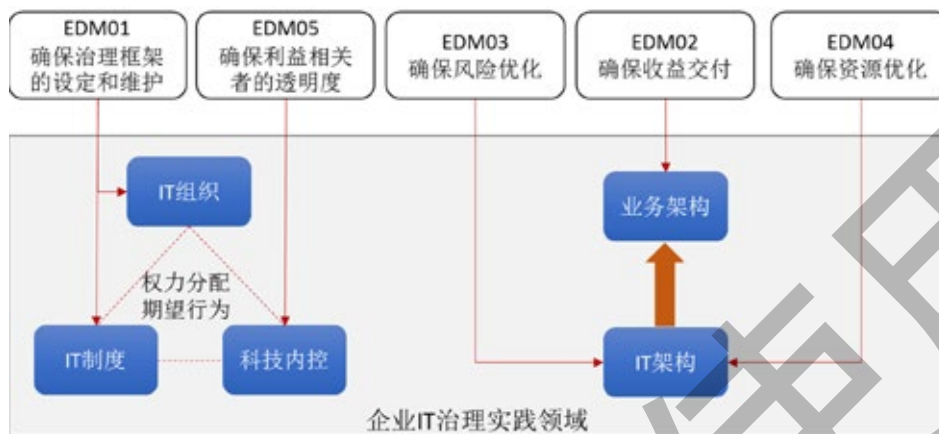 EDM01
确保治理框架
的设定和维护
EDM05
确保利益相关
者的透明度
EDM03
确保风险优化
EDM02
确保收益交付
EDM04
确保资源优化
IT组织
业务架构
权力分配
期望行为
IT制度
科技内控
IT架构
企业IT治理实践领域